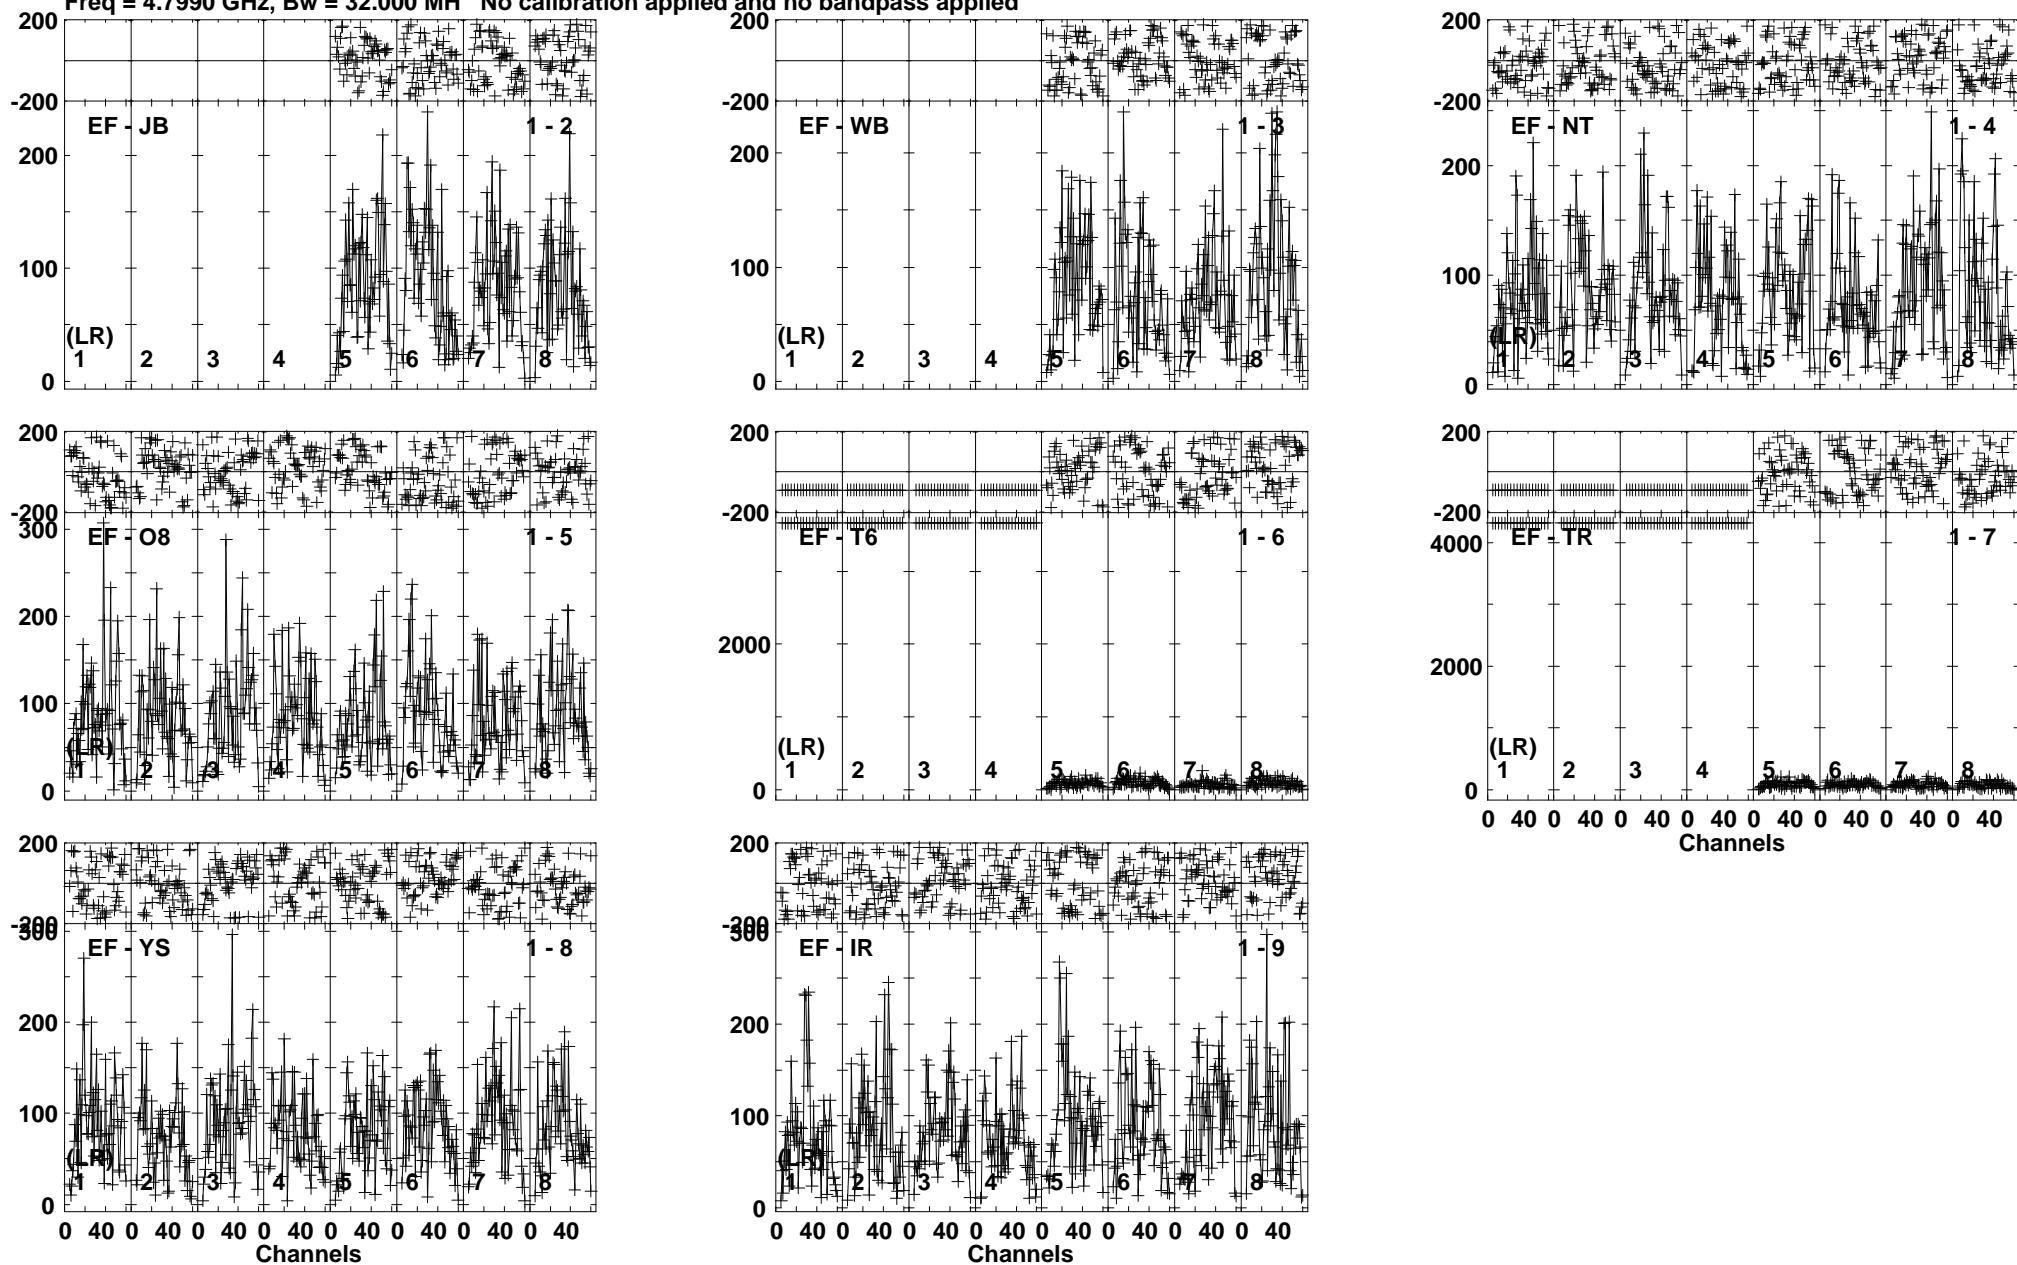 Freq = 4.7990 GHz, Bw = 32.000 MH No calibration applied and no bandpass applied
200
-200
EF - JB
1 - 2
200
100
0
(LR)
1 2 3 4 5 6 7 8
200
-200
EF - WB
1 - 3
200
100
0
(LR)
1 2 3 4 5 6 7 8
200
-200
EF - NT
1 - 4
200
100
0
(LR)
1 2 3 4 5 6 7 8
200
-200
EF - O8
1 - 5
300
200
100
0
(LR)
1 2 3 4 5 6 7 8
200
-200
EF - T6
1 - 6
2000
0
(LR)
1 2 3 4 5 6 7 8
200
-200
EF - TR
1 - 7
4000
2000
0
(LR)
1 2 3 4 5 6 7 8
0 40 0 40 0 40 0 40 0 40 0 40 0 40 0 40
Channels
200
-200
EF - YS
1 - 8
300
200
100
0
(LR)
1 2 3 4 5 6 7 8
0 40 0 40 0 40 0 40 0 40 0 40 0 40 0 40
Channels
200
-200
EF - IR
1 - 9
300
200
100
0
(LR)
1 2 3 4 5 6 7 8
0 40 0 40 0 40 0 40 0 40 0 40 0 40 0 40
Channels